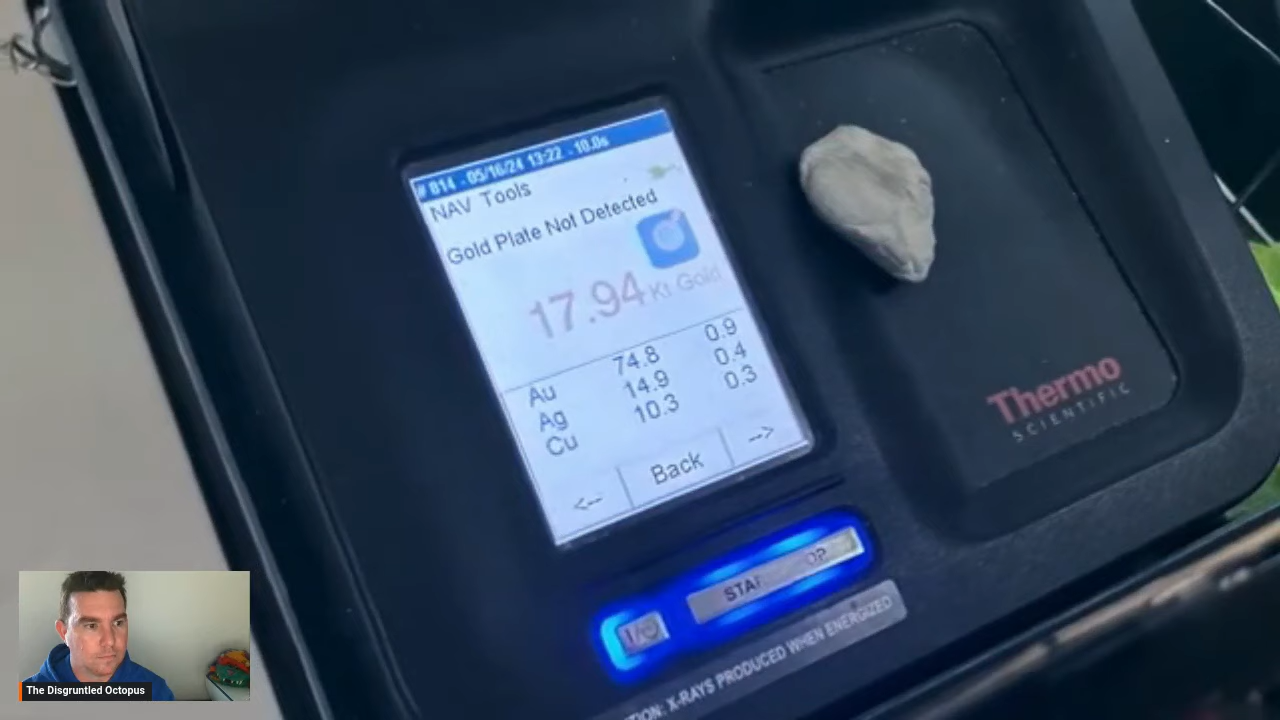 # 814 - 05/16/24 13:22 - 10.0s
NAV Tools
Gold Plate Not Detected
17.94 Kt Gold
Au 74.8 0.9
Ag 14.9 0.4
Cu 10.3 0.3
<-- Back -->
Thermo
SCIENTIFIC
I/
X-RAYS PRODUCED WHEN ENERGIZED
The Disgruntled Octopus